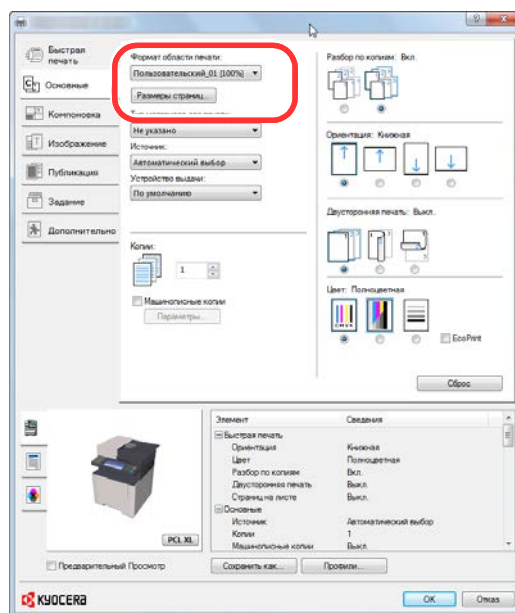 Быстрая
печать
Основные
Компоновка
Изображение
Публикация
Задание
Дополнительно
Формат области печати:
Пользовательский_01 [100%]
Размеры страниц...
Не указано
Источник:
Автоматический выбор
Устройство выдачи:
По умолчанию
Копии:
1
Машинописные копии
Параметры...
Разбор по копиям: Вкл.
Ориентация: Книжная
Двусторонняя печать: Выкл.
Цвет: Полноцветная
CMYK
EcoPrint
Сброс
Элемент Сведения
Быстрая печать
Ориентация Книжная
Цвет Полноцветная
Разбор по копиям Вкл.
Двусторонняя печать Выкл.
Страниц на листе Выкл.
Основные
Источник Автоматический выбор
Копии 1
Машинописные копии Выкл.
PCL XL
Предварительный Просмотр
Сохранить как... Профили...
KYOCERA
OK Отказ